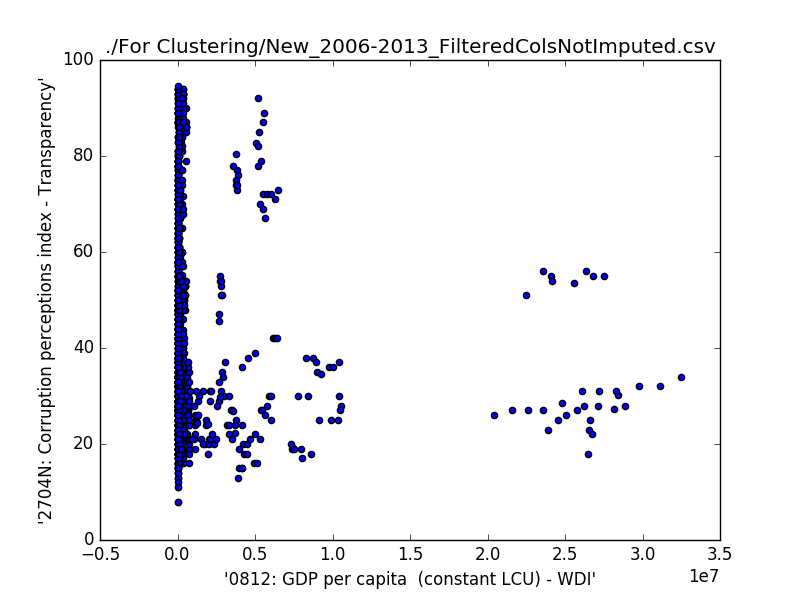 ./For Clustering/New_2006-2013_FilteredColsNotImputed.csv
'2704N: Corruption perceptions index - Transparency'
100
80
60
40
20
0
−0.5 0.0 0.5 1.0 1.5 2.0 2.5 3.0 3.5
1e7
'0812: GDP per capita  (constant LCU) - WDI'